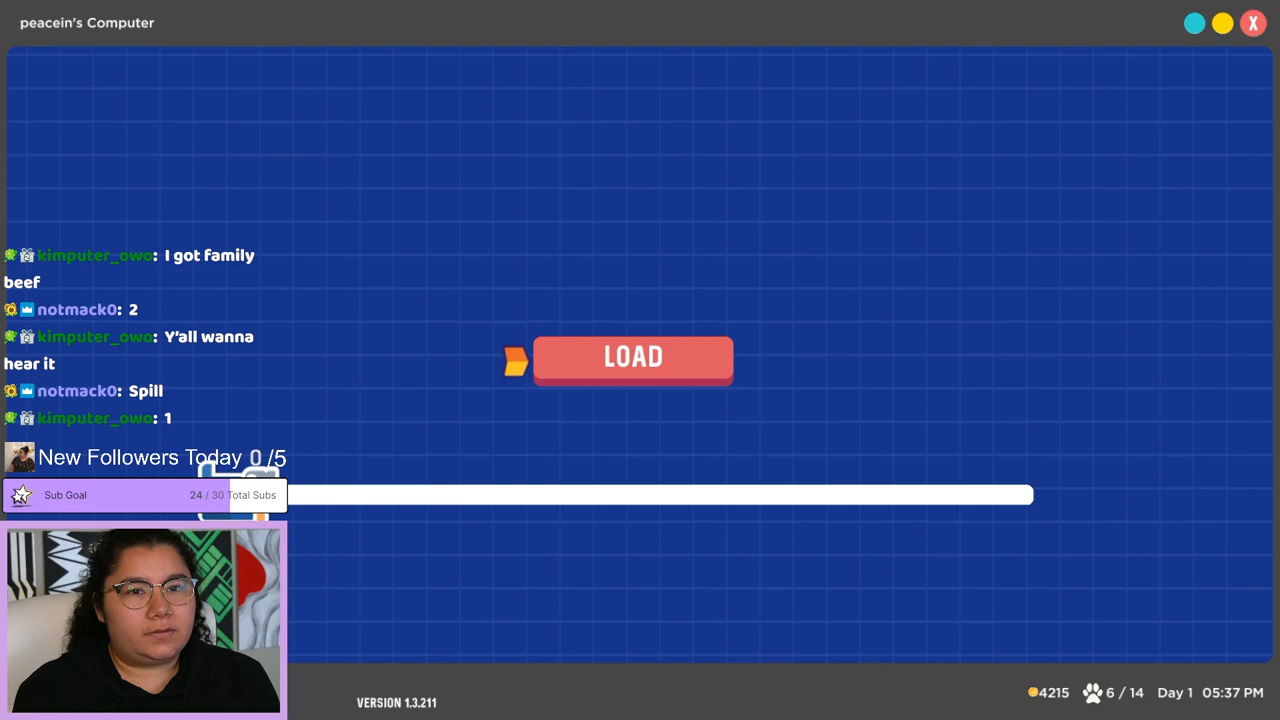 peacein's Computer
X
kimputer_owo: I got family
beef
notmack0: 2
kimputer_owo: Y'all wanna
hear it
notmack0: Spill
kimputer_owo: 1
LOAD
New Followers Today 0 /5
Sub Goal 24 / 30 Total Subs
VERSION 1.3.211
4215 6 / 14 Day 1 05:37 PM